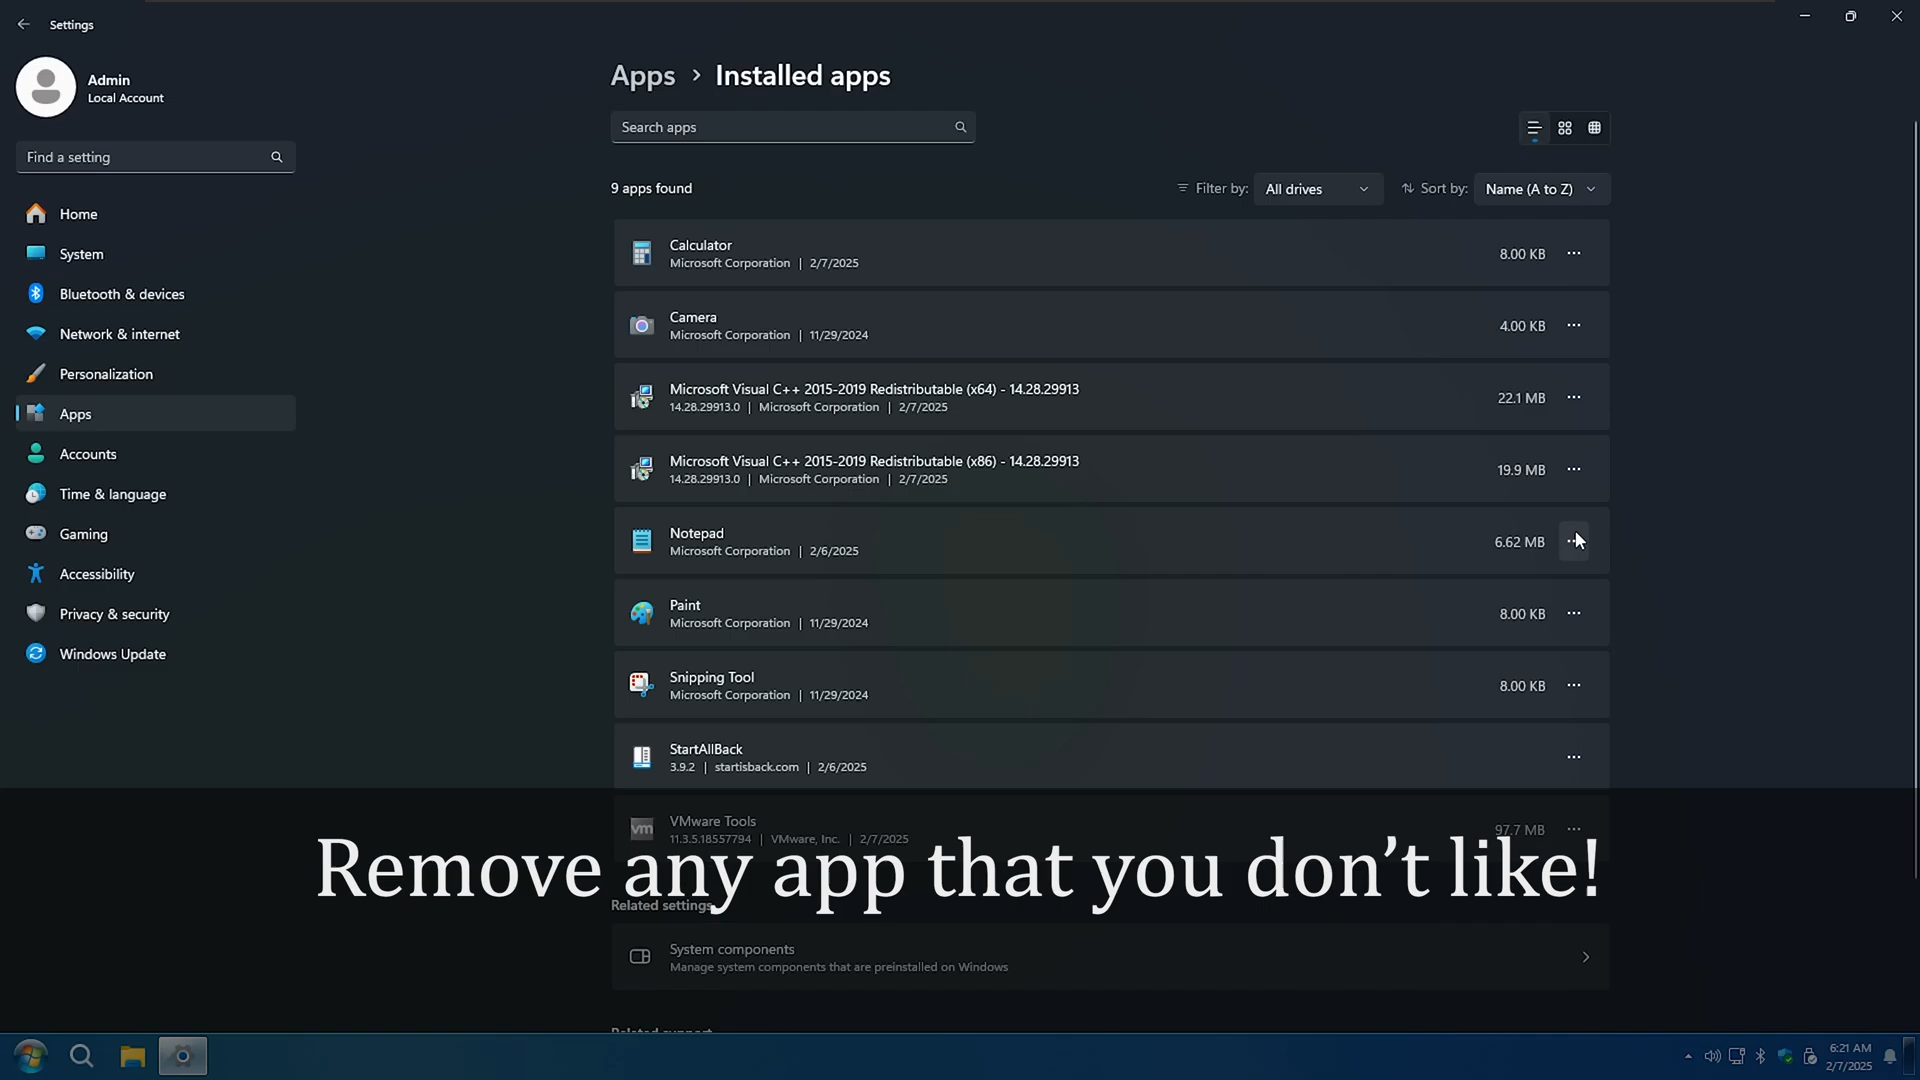 Settings
Admin
Local Account
Find a setting
Home
System
Bluetooth & devices
Network & internet
Personalization
Apps
Accounts
Time & language
Gaming
Accessibility
Privacy & security
Windows Update
Apps > Installed apps
Search apps
9 apps found
Filter by: All drives
Sort by: Name (A to Z)
Calculator
Microsoft Corporation | 2/7/2025
8.00 KB
Camera
Microsoft Corporation | 11/29/2024
4.00 KB
Microsoft Visual C++ 2015-2019 Redistributable (x64) - 14.28.29913
14.28.29913.0 | Microsoft Corporation | 2/7/2025
22.1 MB
Microsoft Visual C++ 2015-2019 Redistributable (x86) - 14.28.29913
14.28.29913.0 | Microsoft Corporation | 2/7/2025
19.9 MB
Notepad
Microsoft Corporation | 2/6/2025
6.62 MB
Paint
Microsoft Corporation | 11/29/2024
8.00 KB
Snipping Tool
Microsoft Corporation | 11/29/2024
8.00 KB
StartAllBack
3.9.2 | startisback.com | 2/6/2025
vm
VMware Tools
11.3.5.18557794 | VMware, Inc. | 2/7/2025
97.7 MB
Remove any app that you don’t like!
Related settings
System components
Manage system components that are preinstalled on Windows
Related support
6:21 AM
2/7/2025